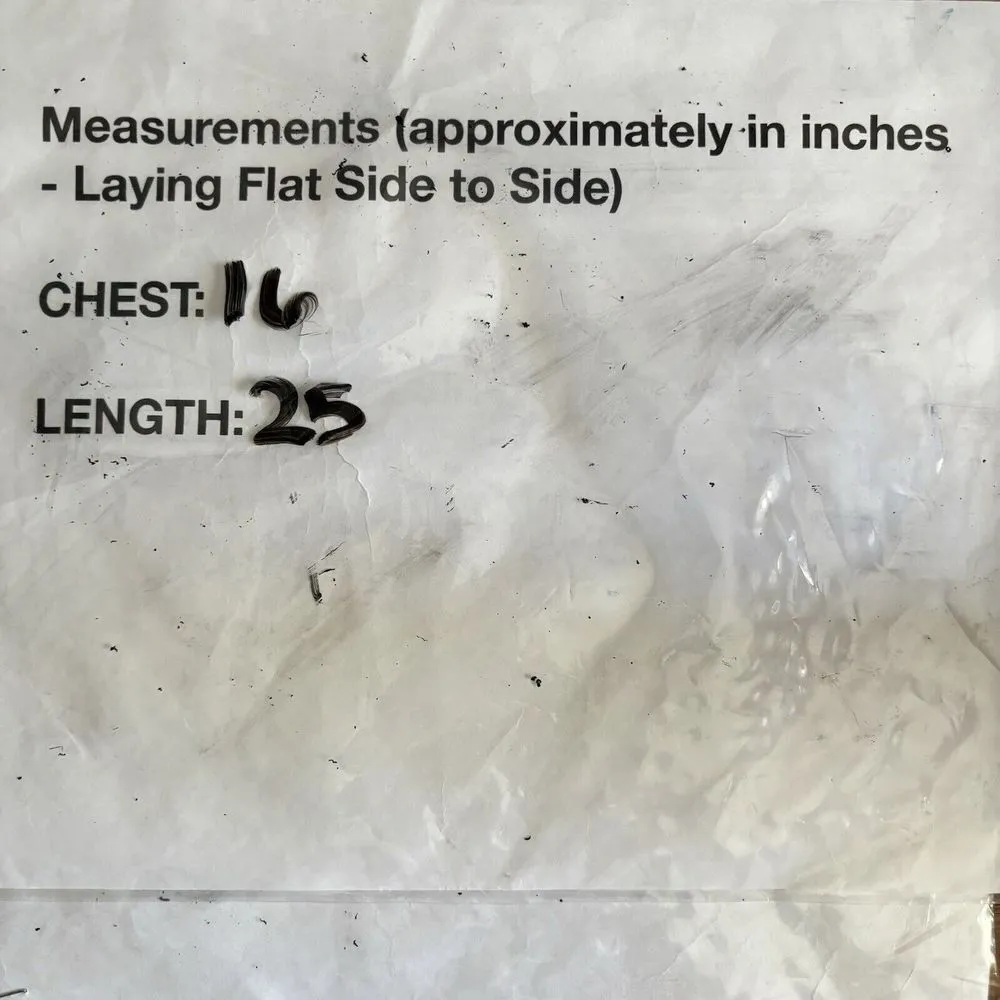 Measurements (approximately in inches
- Laying Flat Side to Side)
CHEST: 16
LENGTH: 25